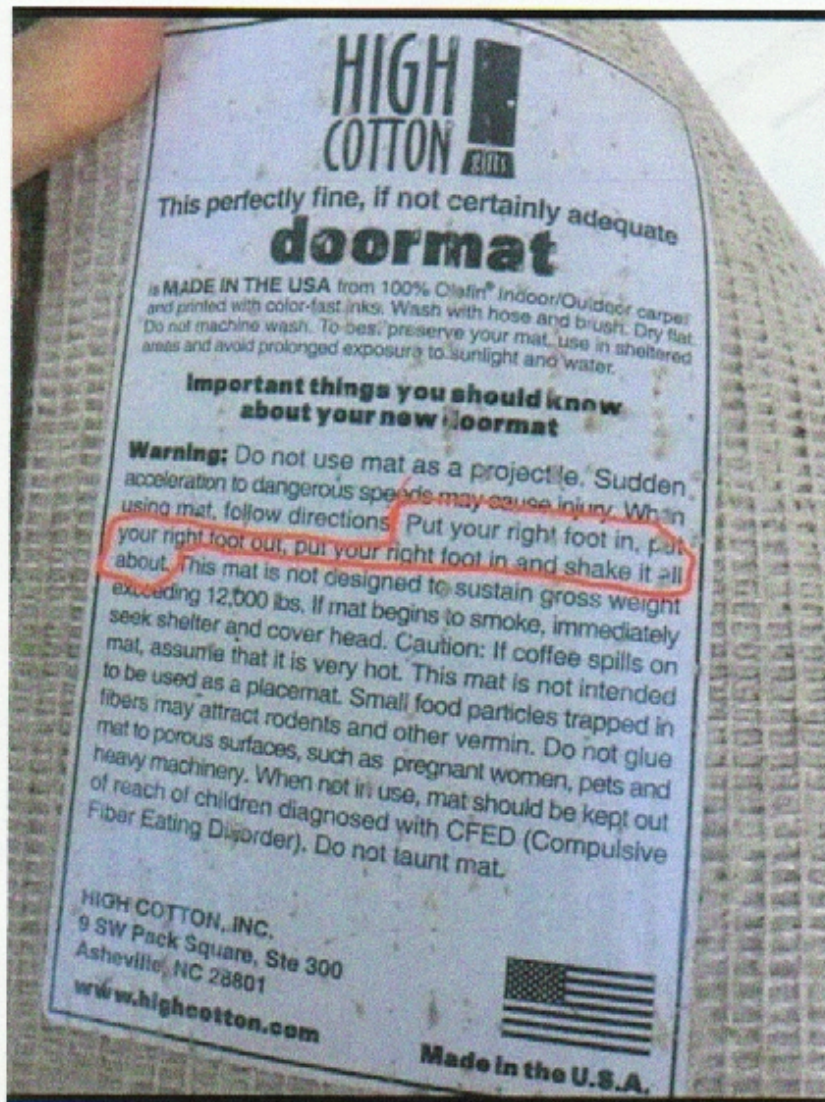 HIGH
COTTON
This perfectly fine, if not certainly adequate
doormat
is MADE IN THE USA from 100% Olefin® Indoor/Outdoor carpet
and printed with color-fast inks. Wash with hose and brush. Dry flat.
Do not machine wash. To best preserve your mat, use in sheltered
areas and avoid prolonged exposure to sunlight and water.
Important things you should know
about your new doormat
Warning: Do not use mat as a projectile. Sudden
acceleration to dangerous speeds may cause injury. When
using mat, follow directions: Put your right foot in, put
your right foot out, put your right foot in and shake it all
about. This mat is not designed to sustain gross weight
exceeding 12,000 lbs. If mat begins to smoke, immediately
seek shelter and cover head. Caution: If coffee spills on
mat, assume that it is very hot. This mat is not intended
to be used as a placemat. Small food particles trapped in
fibers may attract rodents and other vermin. Do not glue
mat to porous surfaces, such as pregnant women, pets and
heavy machinery. When not in use, mat should be kept out
of reach of children diagnosed with CFED (Compulsive
Fiber Eating Disorder). Do not taunt mat.
HIGH COTTON, INC.
9 SW Pack Square, Ste 300
Asheville, NC 28801
www.highcotton.com
Made in the U.S.A.